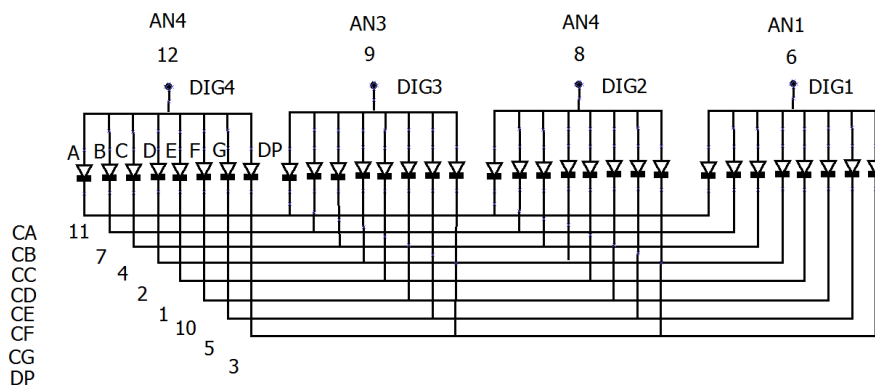 AN4 AN3 AN4 AN1
12 9 8 6
DIG4 DIG3 DIG2 DIG1
A B C D E F G DP
CA 11
CB 7
CC 4
CD 2
CE 1
CF 10
CG 5
DP 3